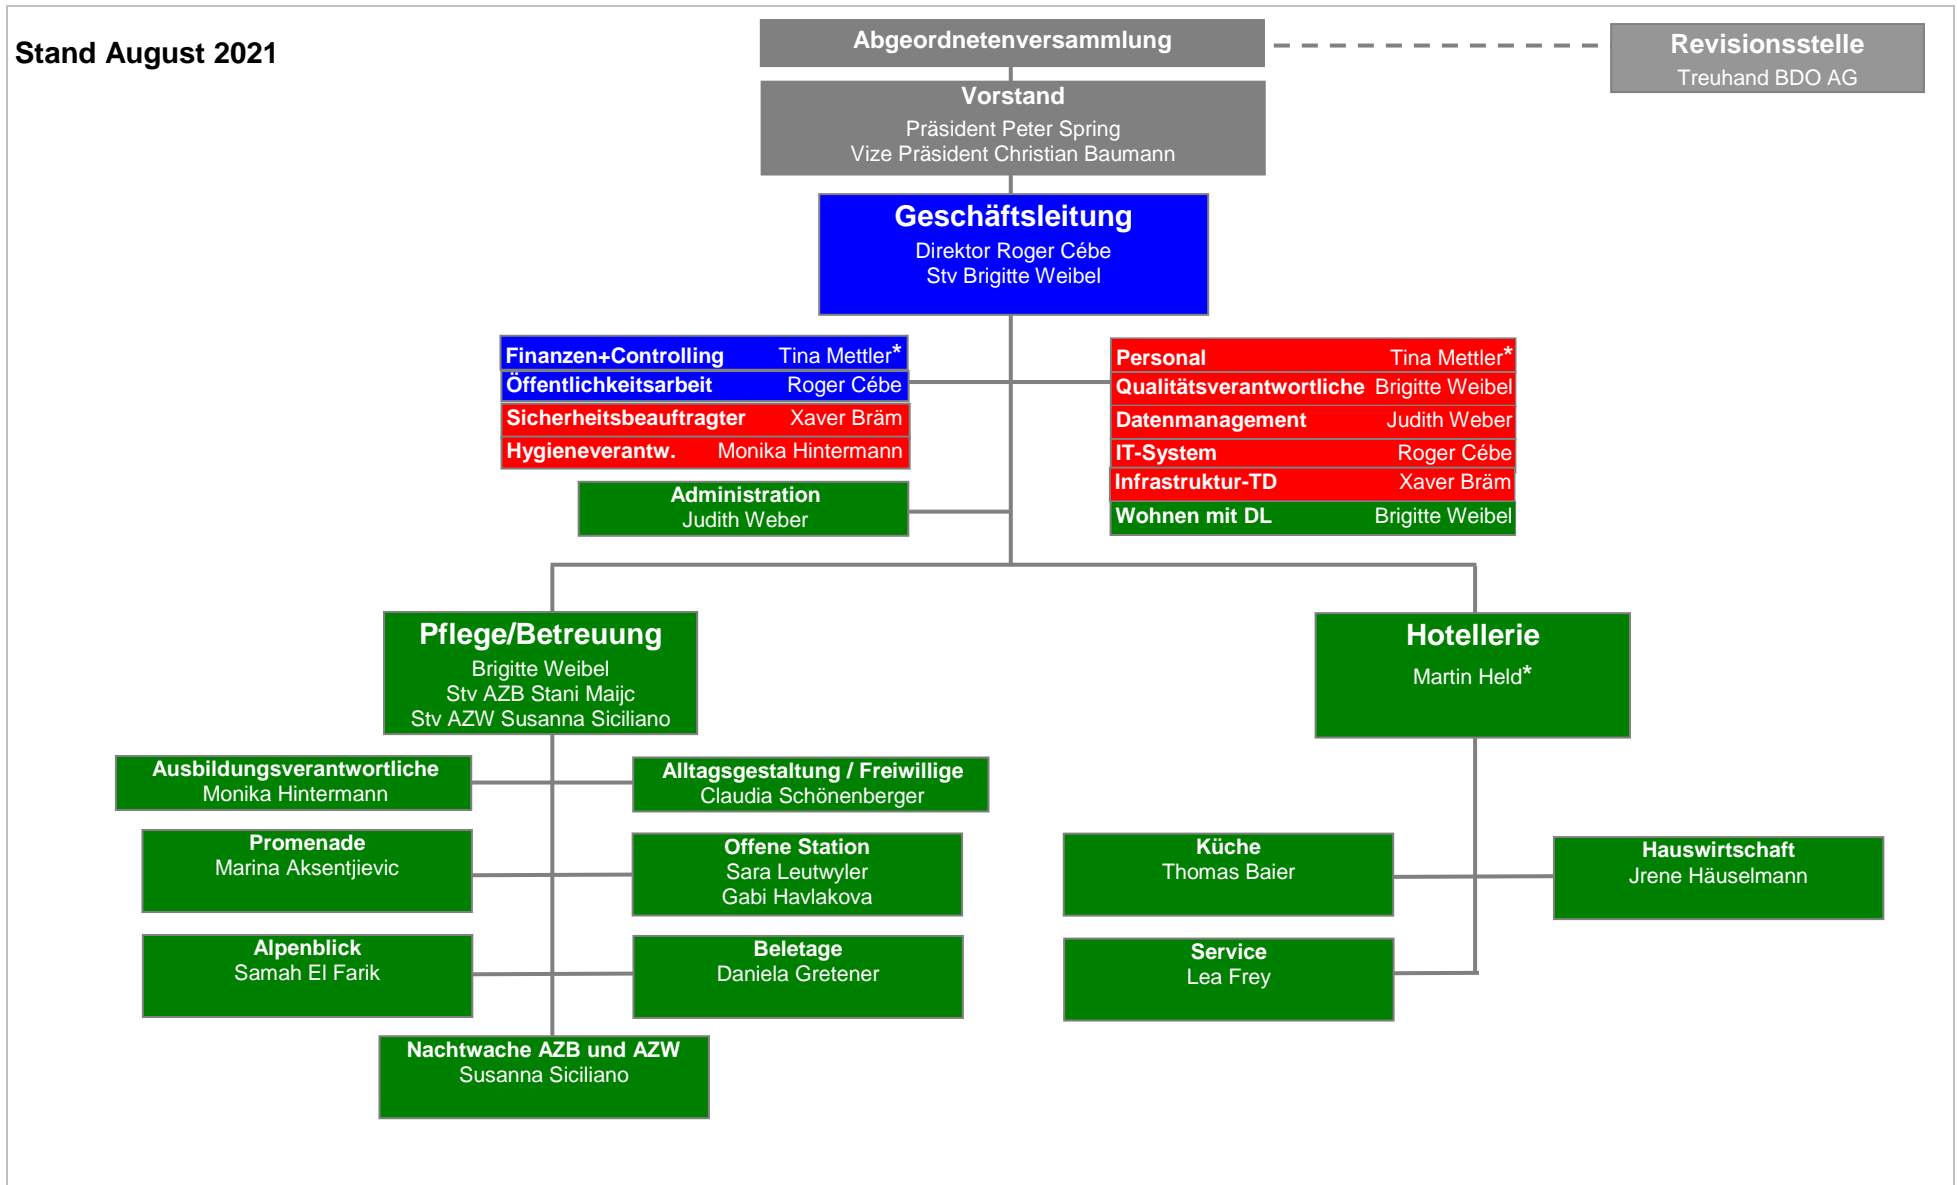 Stand August 2021
Abgeordnetenversammlung
Revisionsstelle
Treuhand BDO AG
Vorstand
Präsident Peter Spring
Vize Präsident Christian Baumann
Geschäftsleitung
Direktor Roger Cébe
Stv Brigitte Weibel
Finanzen+Controlling Tina Mettler*
Öffentlichkeitsarbeit Roger Cébe
Sicherheitsbeauftragter Xaver Bräm
Hygieneverantw. Monika Hintermann
Personal Tina Mettler*
Qualitätsverantwortliche Brigitte Weibel
Datenmanagement Judith Weber
IT-System Roger Cébe
Infrastruktur-TD Xaver Bräm
Wohnen mit DL Brigitte Weibel
Administration
Judith Weber
Pflege/Betreuung
Brigitte Weibel
Stv AZB Stani Maijc
Stv AZW Susanna Siciliano
Hotellerie
Martin Held*
Ausbildungsverantwortliche
Monika Hintermann
Alltagsgestaltung / Freiwillige
Claudia Schönenberger
Promenade
Marina Aksentjievic
Offene Station
Sara Leutwyler
Gabi Havlakova
Küche
Thomas Baier
Hauswirtschaft
Jrene Häuselmann
Alpenblick
Samah El Farik
Beletage
Daniela Gretener
Service
Lea Frey
Nachtwache AZB und AZW
Susanna Siciliano